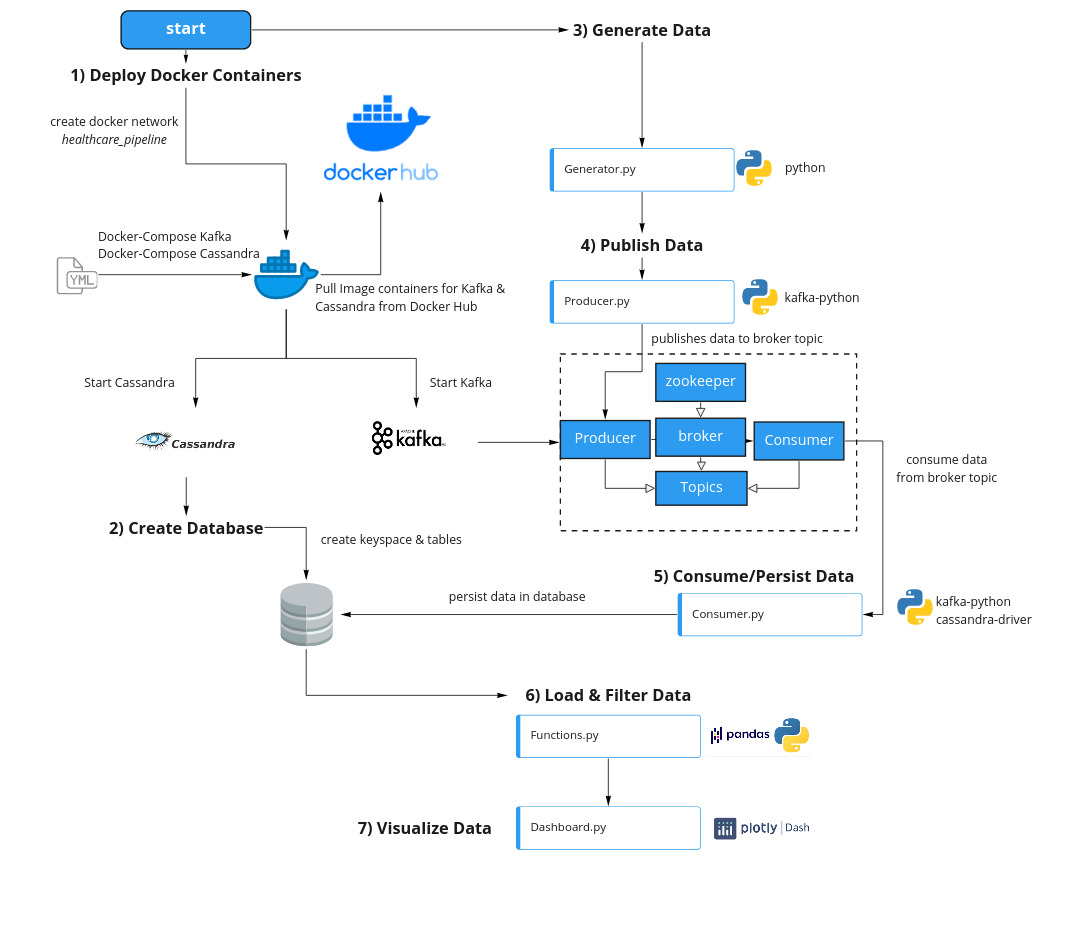 start
3) Generate Data
1) Deploy Docker Containers
create docker network
healthcare_pipeline
dockerhub
Generator.py
python
Docker-Compose Kafka
Docker-Compose Cassandra
YML
Pull Image containers for Kafka &
Cassandra from Docker Hub
4) Publish Data
Producer.py
kafka-python
publishes data to broker topic
Start Cassandra
Start Kafka
zookeeper
Cassandra
kafka
Producer
broker
Consumer
Topics
consume data
from broker topic
2) Create Database
create keyspace & tables
5) Consume/Persist Data
persist data in database
Consumer.py
kafka-python
cassandra-driver
6) Load & Filter Data
Functions.py
pandas
7) Visualize Data
Dashboard.py
plotly Dash